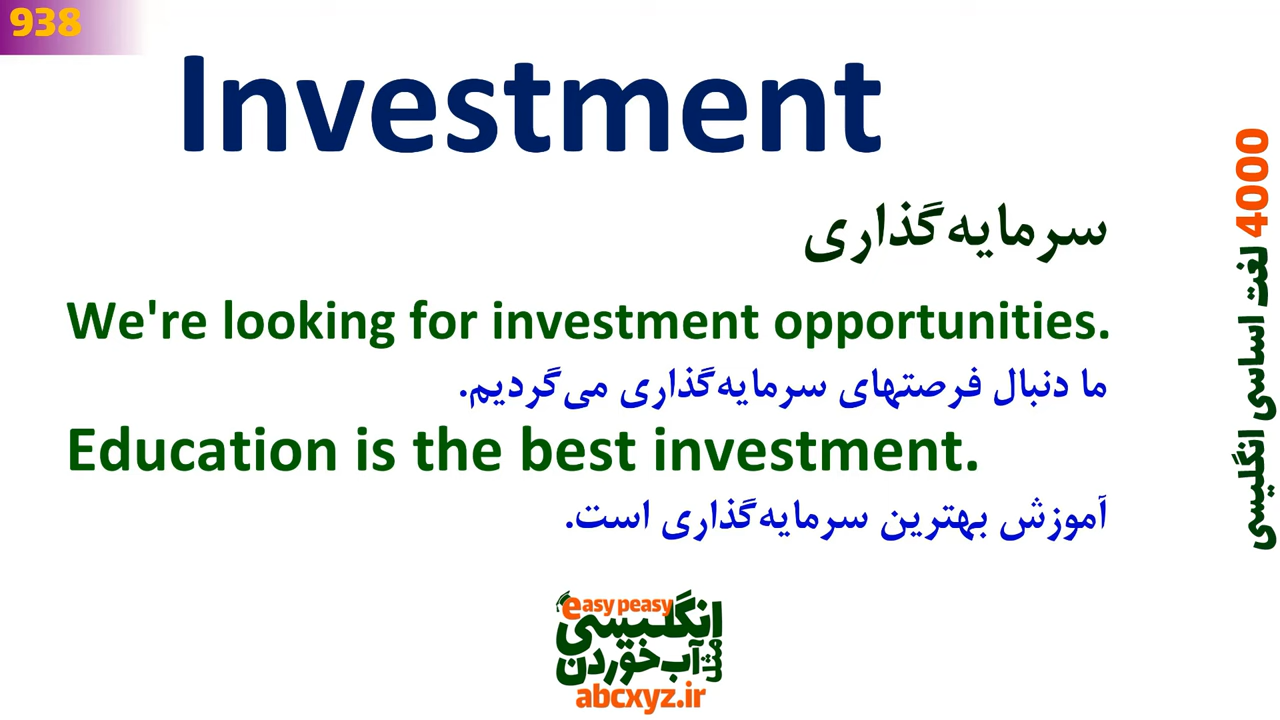 938
Investment
سرمایه‌گذاری
We're looking for investment opportunities.
ما دنبال فرصتهای سرمایه‌گذاری می‌گردیم.
Education is the best investment.
آموزش بهترین سرمایه‌گذاری است.
4000 لغت اساسی انگلیسی
easy peasy
انگلیسی
مثل آب خوردن
abcxyz.ir